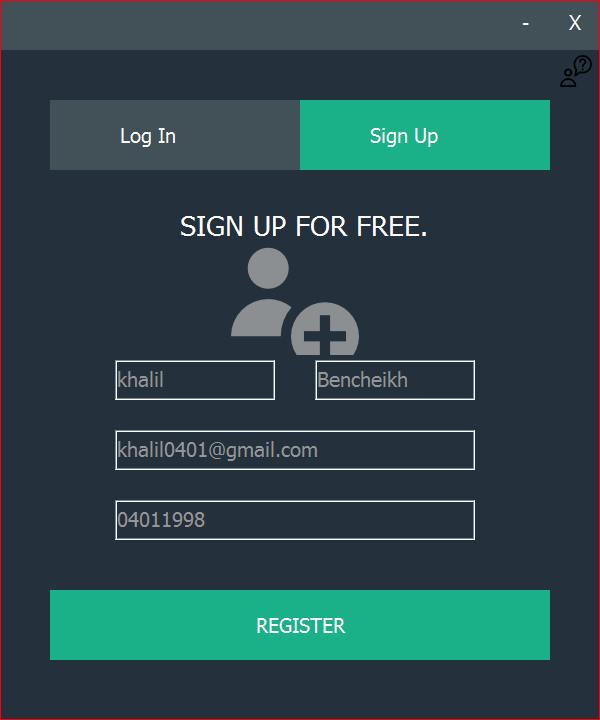 - X
?
Log In Sign Up
SIGN UP FOR FREE.
khalil Bencheikh
khalil0401@gmail.com
04011998
REGISTER